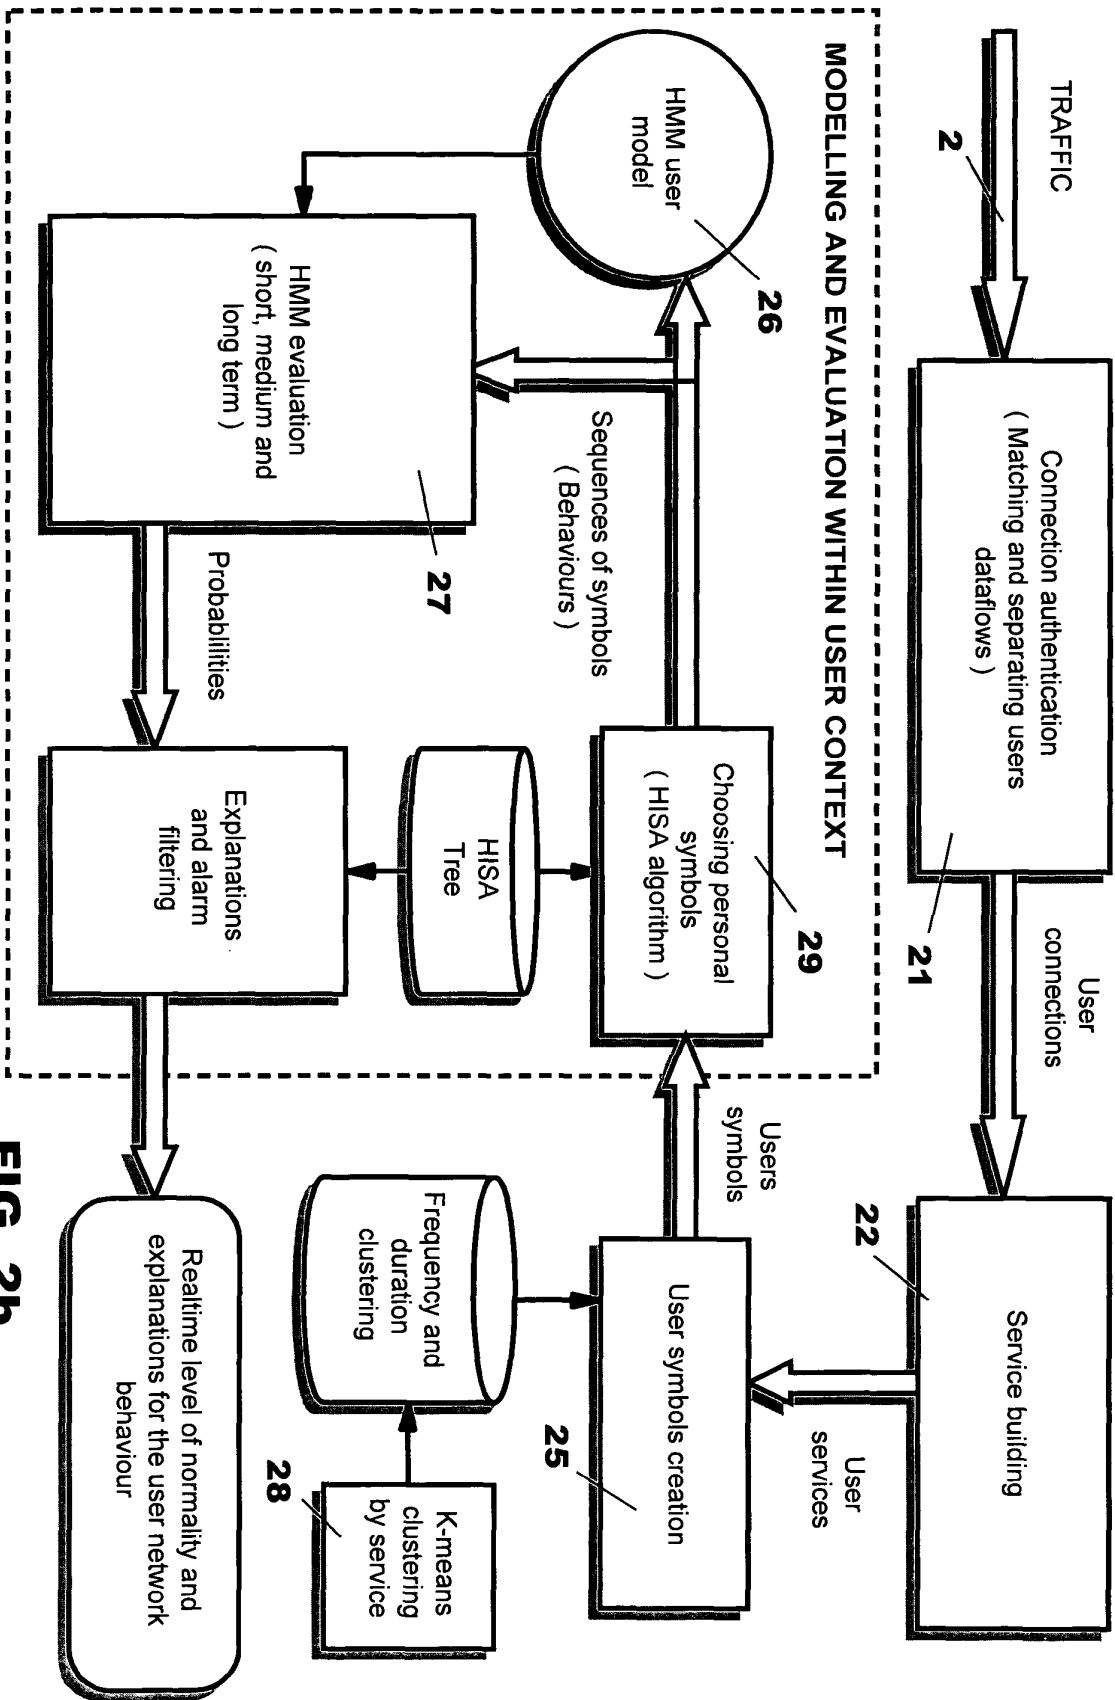 TRAFFIC
2
Connection authentication
( Matching and separating users
dataflows )
21
User
connections
Service building
22
MODELLING AND EVALUATION WITHIN USER CONTEXT
HMM user
model
26
Sequences of symbols
( Behaviours )
Choosing personal
symbols
( HISA algorithm )
29
Users
symbols
User symbols creation
25
User
services
HMM evaluation
( short, medium and
long term )
27
HISA
Tree
Frequency and
duration
clustering
K-means
clustering
by service
28
Probablilities
Explanations
and alarm
filtering
Realtime level of normality and
explanations for the user network
behaviour
FIG. 2b